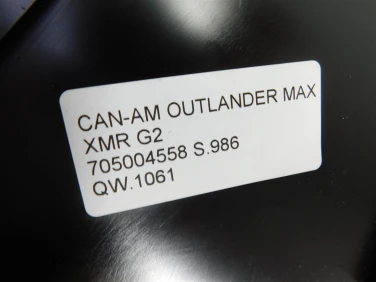 CAN-AM OUTLANDER MAX
XMR G2
705004558 S.986
QW.1061